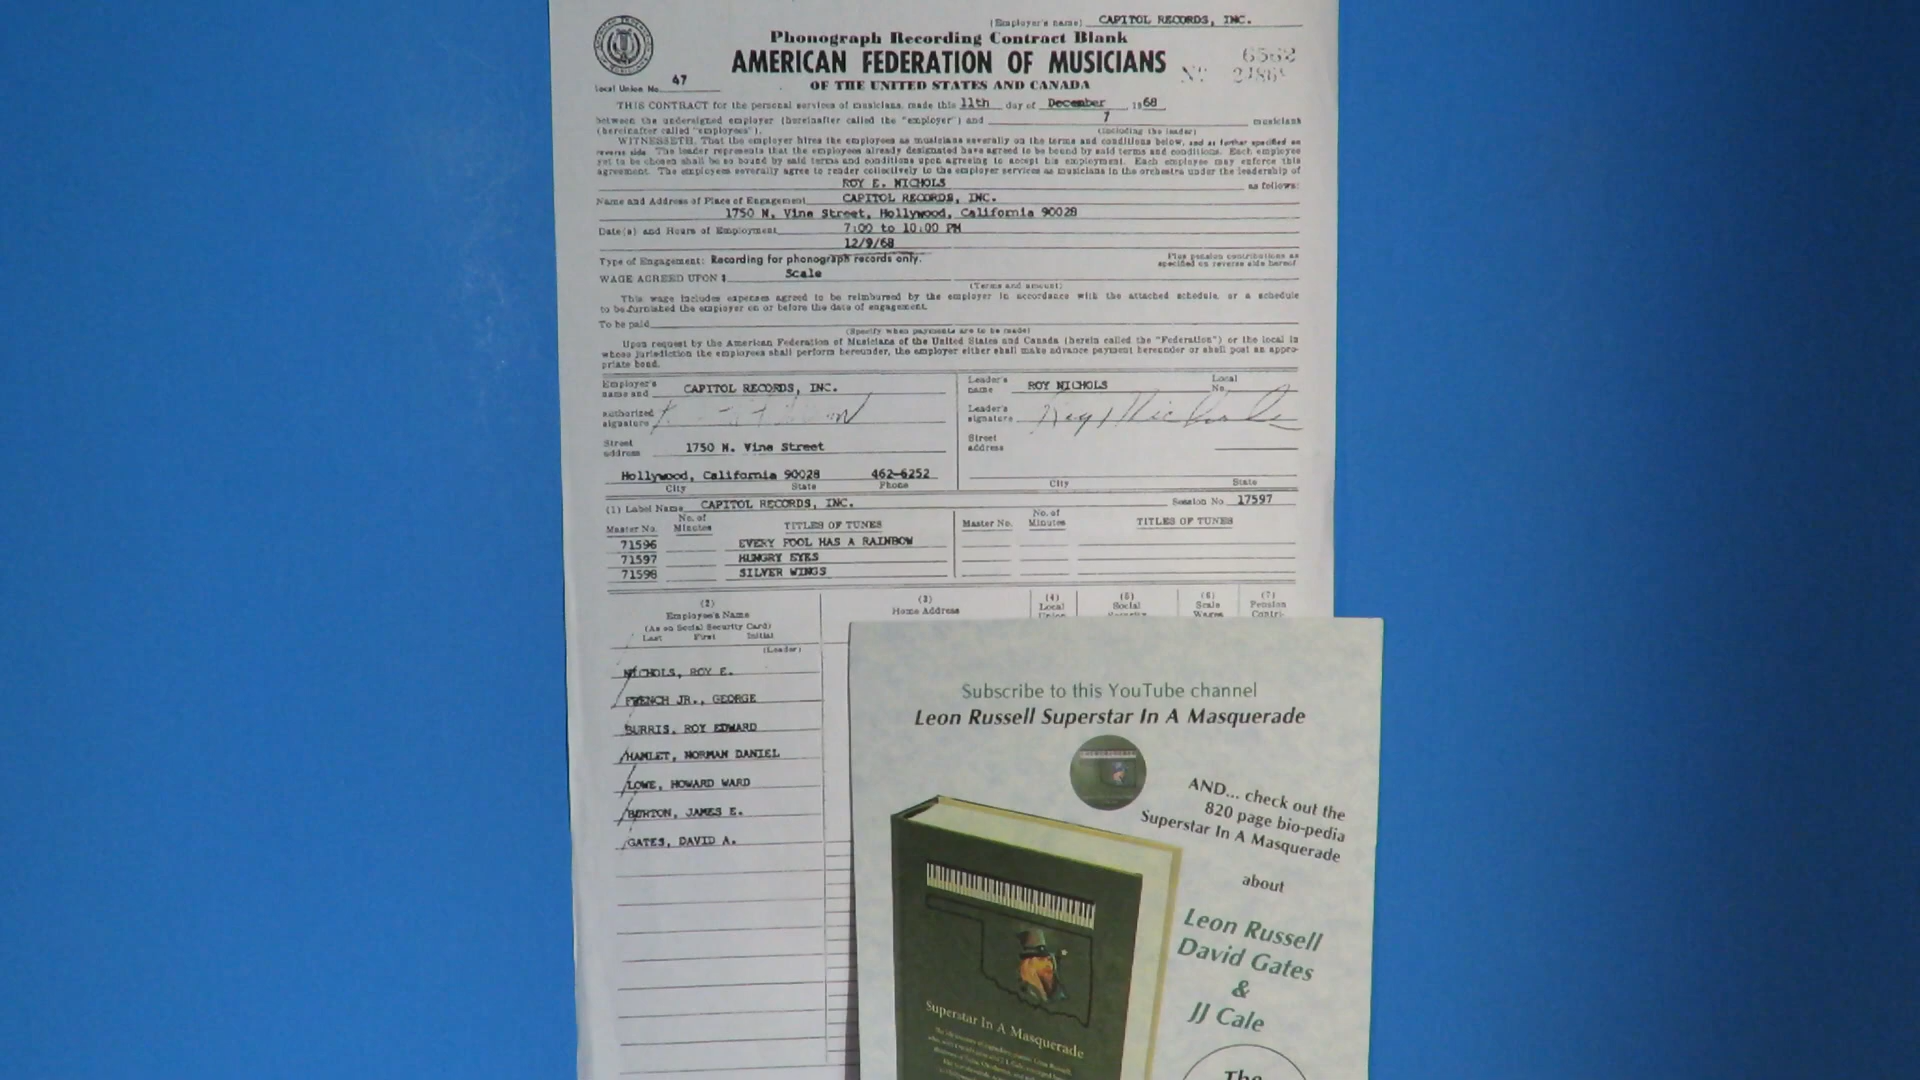 (Employer's name) CAPITOL RECORDS, INC.
Phonograph Recording Contract Blank
AMERICAN FEDERATION OF MUSICIANS
OF THE UNITED STATES AND CANADA
6562
Local Union No. 47
THIS CONTRACT for the personal services of musicians, made this 11th day of December, 1968
between the undersigned employer (hereinafter called the "employer") and 7 musicians
(hereinafter called "employees"). (including the leader)
WITNESSETH, That the employer hires the employees as musicians severally on the terms and conditions below, and as further specified on
reverse side. The leader represents that the employees already designated have agreed to be bound by said terms and conditions. Each employee
yet to be chosen shall be so bound by said terms and conditions upon agreeing to accept his employment. Each employee may enforce this
agreement. The employees severally agree to render collectively to the employer services as musicians in the orchestra under the leadership of
ROY E. NICHOLS as follows:
Name and Address of Place of Engagement CAPITOL RECORDS, INC.
1750 N. Vine Street, Hollywood, California 90028
Date(s) and Hours of Employment 7:00 to 10:00 PM
12/9/68
Type of Engagement: Recording for phonograph records only.
Plus pension contributions as
specified on reverse side hereof.
WAGE AGREED UPON $ Scale
(Terms and amount)
This wage includes expenses agreed to be reimbursed by the employer in accordance with the attached schedule, or a schedule
to be furnished the employer on or before the date of engagement.
To be paid
(Specify when payments are to be made)
Upon request by the American Federation of Musicians of the United States and Canada (herein called the "Federation") or the local in
whose jurisdiction the employees shall perform hereunder, the employer either shall make advance payment hereunder or shall post an appro-
priate bond.
Employer's
name and CAPITOL RECORDS, INC.
authorized
signature
Street
address 1750 N. Vine Street
Hollywood, California 90028 462-6252
City State Phone
Leader's
name ROY NICHOLS
Local
No.
Leader's
signature Roy Nichols
Street
address
City State
(1) Label Name CAPITOL RECORDS, INC. Session No. 17597
Master No. No. of Minutes TITLES OF TUNES Master No. No. of Minutes TITLES OF TUNES
71596 EVERY FOOL HAS A RAINBOW
71597 HUNGRY EYES
71598 SILVER WINGS
(2) (3) (4) (5) (6) (7)
Employee's Name Home Address Local Social Scale Pension
(As on Social Security Card) Union Security Wages Contri-
Last First Initial
(Leader)
NICHOLS, ROY E.
FRENCH JR., GEORGE
BURRIS, ROY EDWARD
HAMLET, NORMAN DANIEL
LOWE, HOWARD WARD
BURTON, JAMES E.
GATES, DAVID A.
Subscribe to this YouTube channel
Leon Russell Superstar In A Masquerade
AND... check out the
820 page bio-pedia
Superstar In A Masquerade
about
Leon Russell
David Gates
&
JJ Cale
The
Superstar In A Masquerade